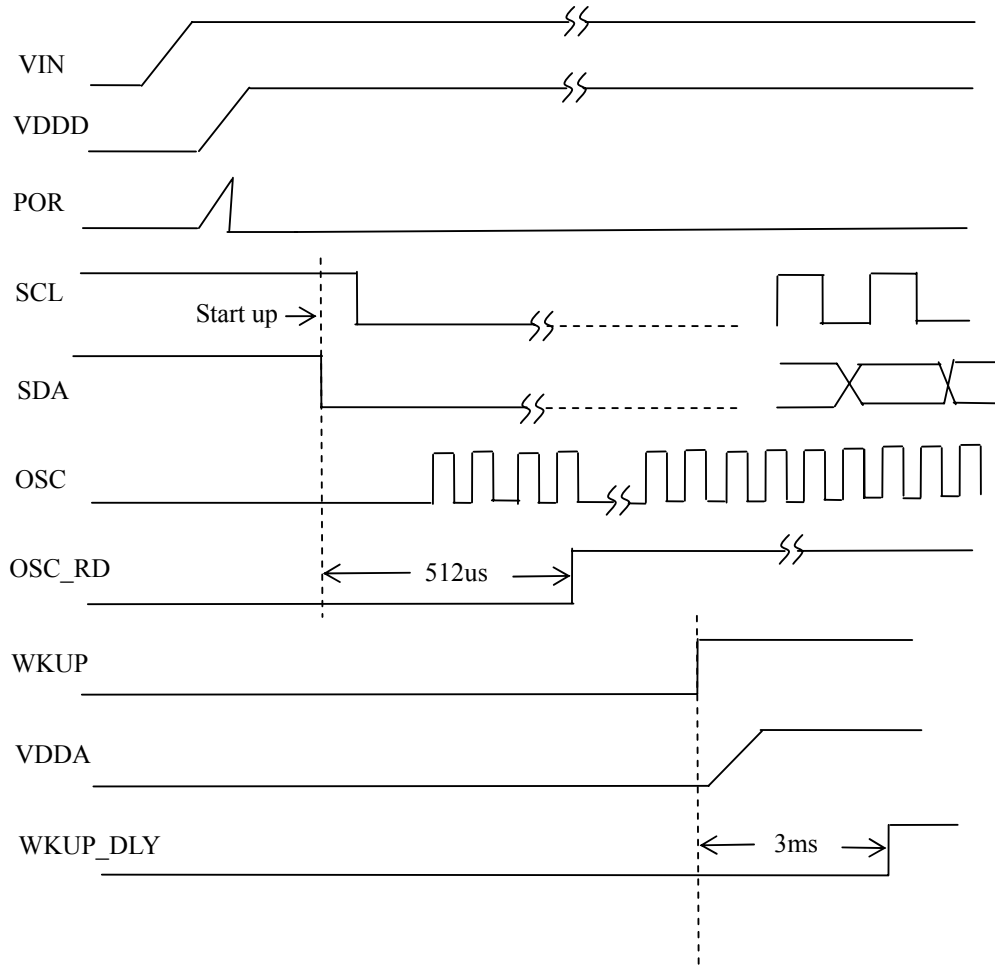 VIN
VDDD
POR
SCL
Start up
SDA
OSC
OSC_RD
512us
WKUP
VDDA
WKUP_DLY
3ms